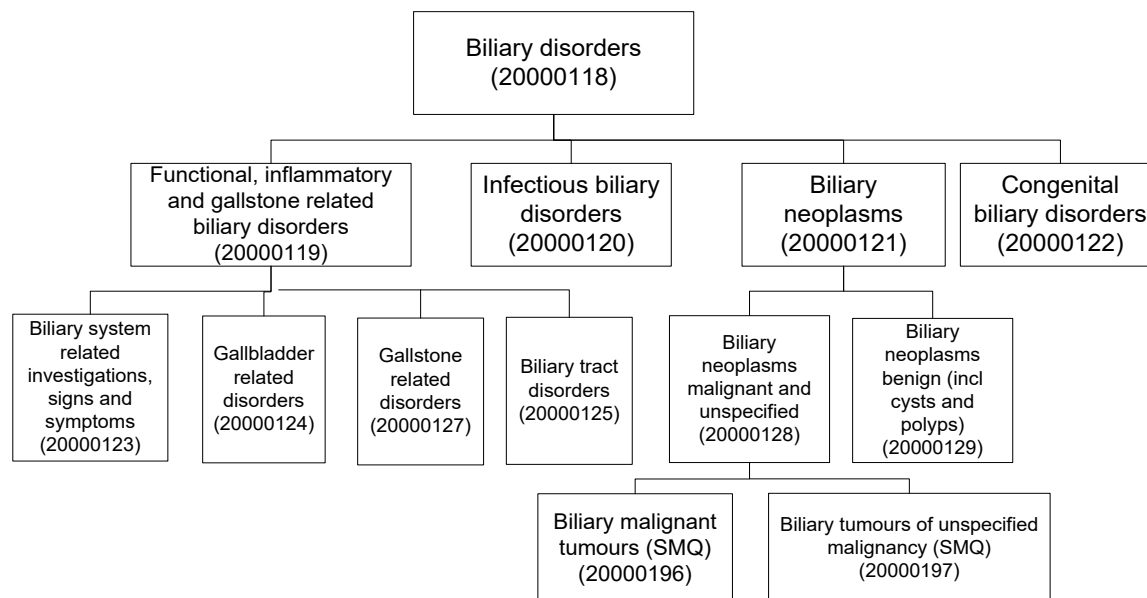 Biliary disorders
(20000118)
Functional, inflammatory
and gallstone related
biliary disorders
(20000119)
Infectious biliary
disorders
(20000120)
Biliary
neoplasms
(20000121)
Congenital
biliary disorders
(20000122)
Biliary system
related
investigations,
signs and
symptoms
(20000123)
Gallbladder
related
disorders
(20000124)
Gallstone
related
disorders
(20000127)
Biliary tract
disorders
(20000125)
Biliary
neoplasms
malignant and
unspecified
(20000128)
Biliary
neoplasms
benign (incl
cysts and
polyps)
(20000129)
Biliary malignant
tumours (SMQ)
(20000196)
Biliary tumours of unspecified
malignancy (SMQ)
(20000197)